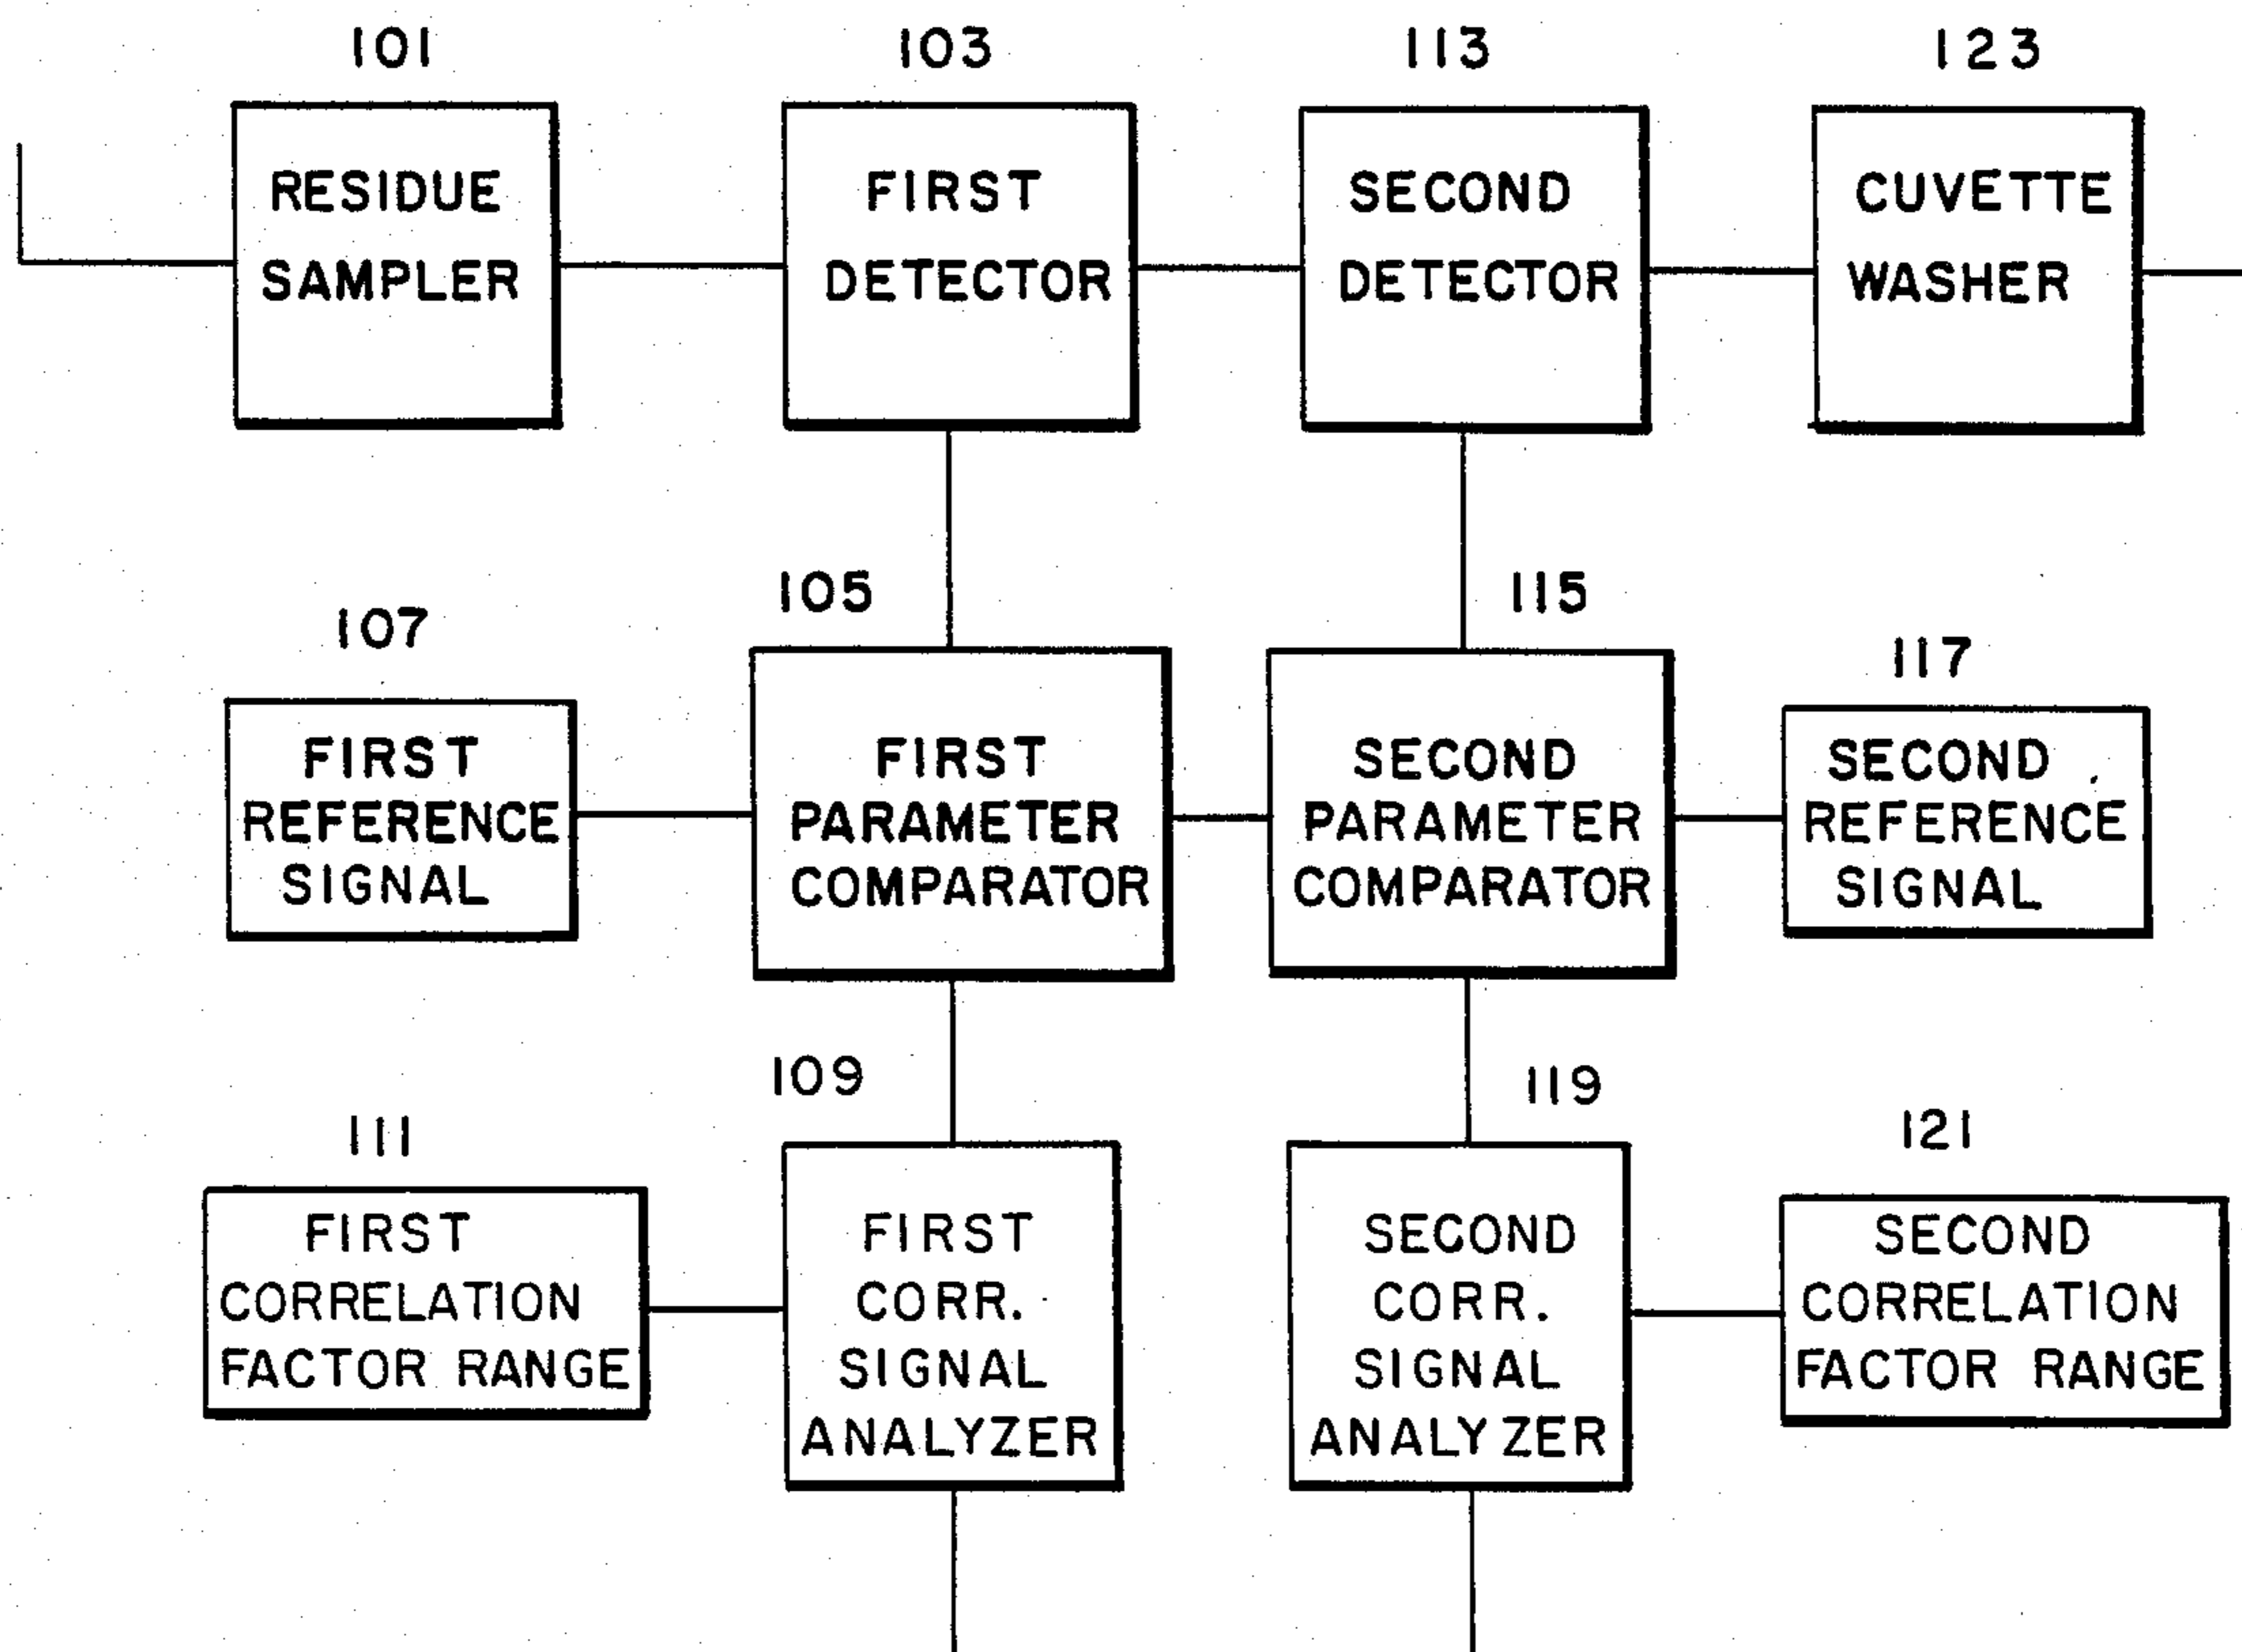 101
103
113
123
RESIDUE
SAMPLER
FIRST
DETECTOR
SECOND
DETECTOR
CUVETTE
WASHER
107
105
115
117
FIRST
REFERENCE
SIGNAL
FIRST
PARAMETER
COMPARATOR
SECOND
PARAMETER
COMPARATOR
SECOND
REFERENCE
SIGNAL
111
109
119
121
FIRST
CORRELATION
FACTOR RANGE
FIRST
CORR.
SIGNAL
ANALYZER
SECOND
CORR.
SIGNAL
ANALYZER
SECOND
CORRELATION
FACTOR RANGE